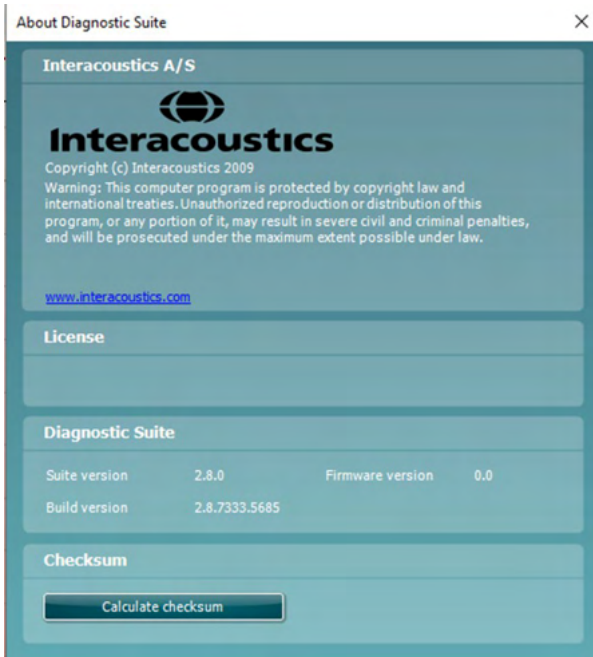 About Diagnostic Suite
Interacoustics A/S
Interacoustics
Copyright (c) Interacoustics 2009
Warning: This computer program is protected by copyright law and
international treaties. Unauthorized reproduction or distribution of this
program, or any portion of it, may result in severe civil and criminal penalties,
and will be prosecuted under the maximum extent possible under law.
www.interacoustics.com
License
Diagnostic Suite
Suite version 2.8.0 Firmware version 0.0
Build version 2.8.7333.5685
Checksum
Calculate checksum